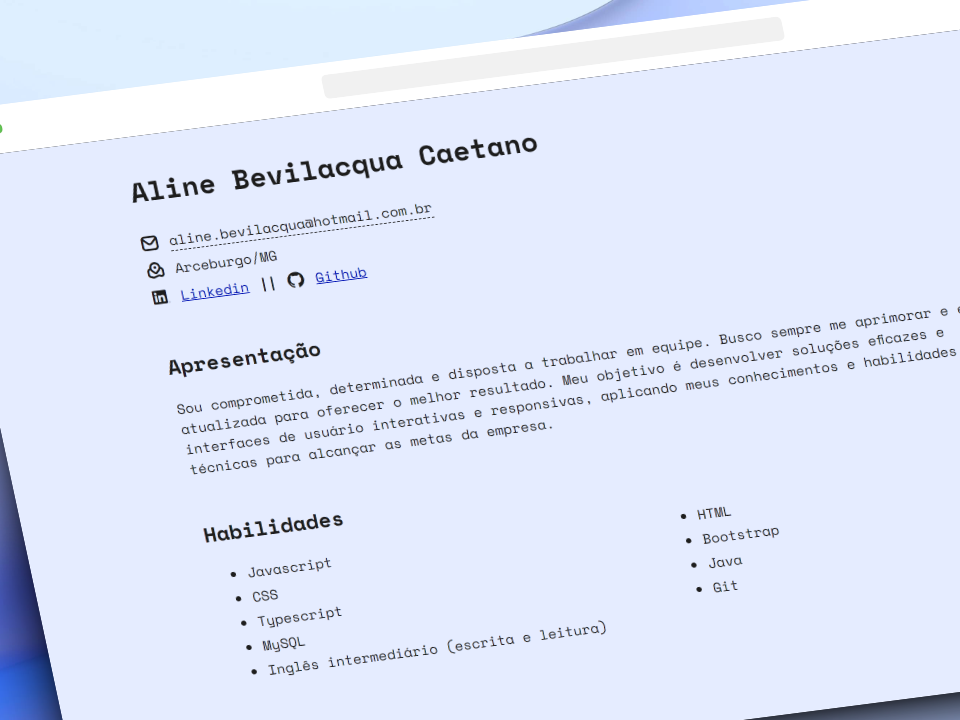 Aline Bevilacqua Caetano
aline.bevilacqua@hotmail.com.br
Arceburgo/MG
Linkedin || Github
Apresentação
Sou comprometida, determinada e disposta a trabalhar em equipe. Busco sempre me aprimorar e
atualizada para oferecer o melhor resultado. Meu objetivo é desenvolver soluções eficazes e
interfaces de usuário interativas e responsivas, aplicando meus conhecimentos e habilidades
técnicas para alcançar as metas da empresa.
Habilidades
• Javascript
• CSS
• Typescript
• MySQL
• Inglês intermediário (escrita e leitura)
• HTML
• Bootstrap
• Java
• Git